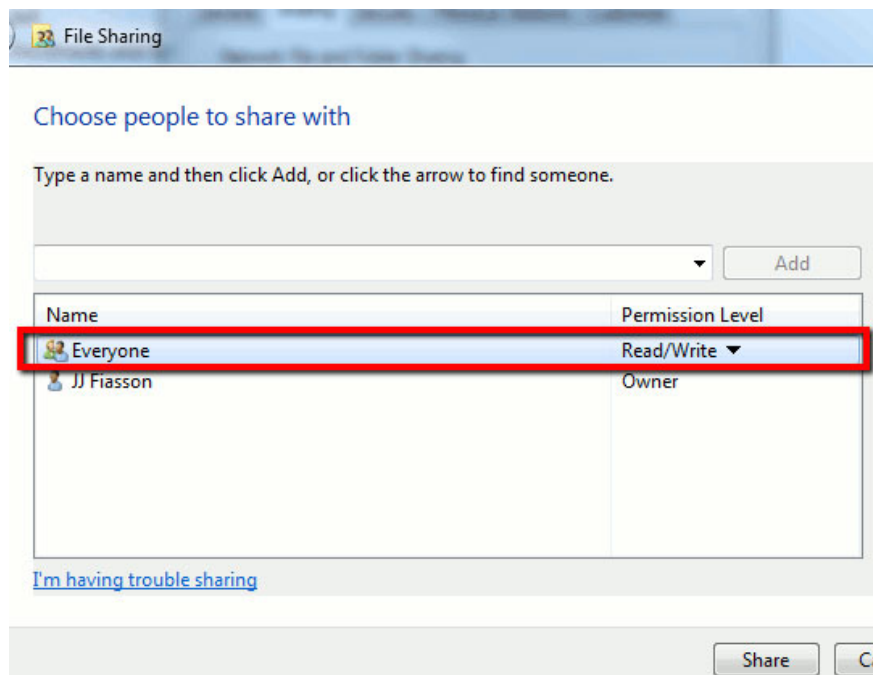 File Sharing
Choose people to share with
Type a name and then click Add, or click the arrow to find someone.
Add
Name Permission Level
Everyone Read/Write
JJ Fiasson Owner
I'm having trouble sharing
Share